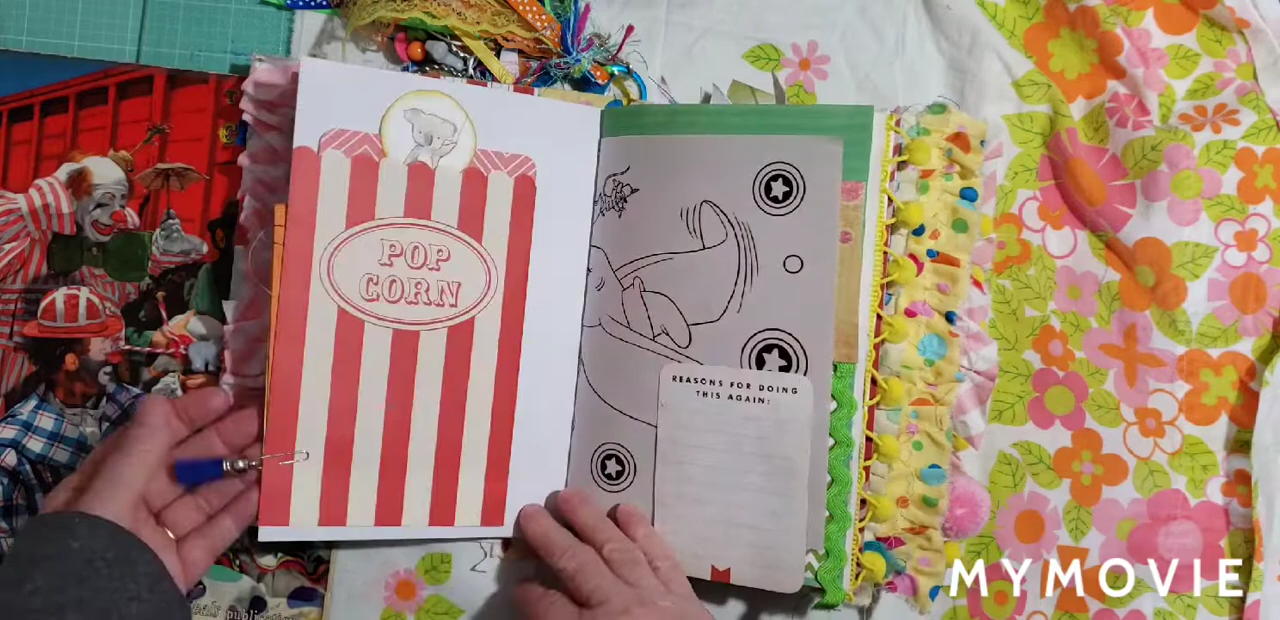 POP
CORN
REASONS FOR DOING
THIS AGAIN:
MYMOVIE